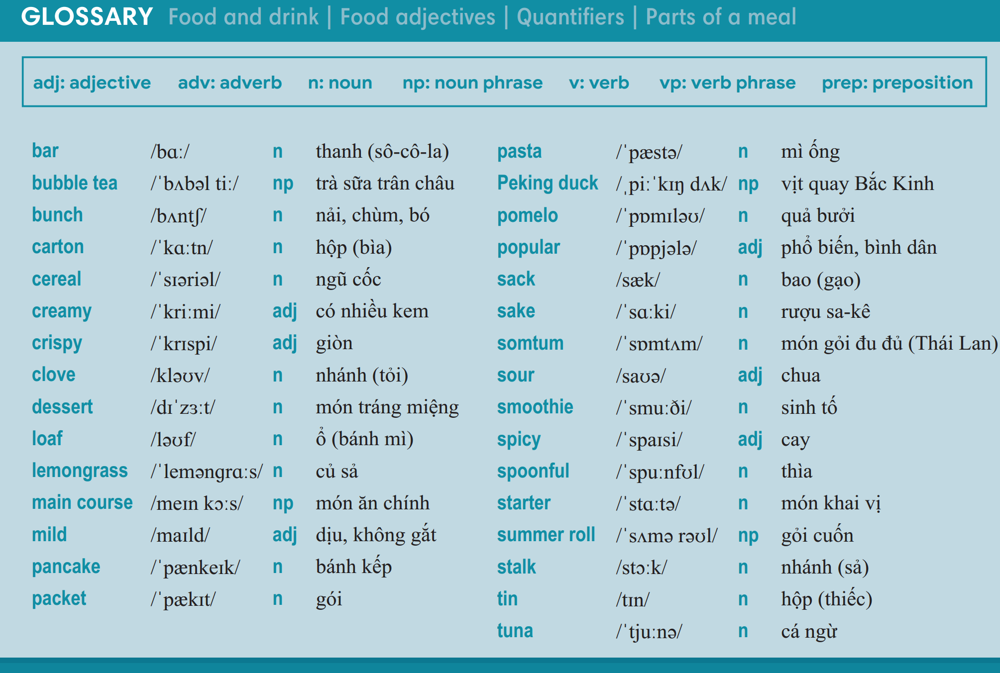 GLOSSARY Food and drink | Food adjectives | Quantifiers | Parts of a meal
adj: adjective adv: adverb n: noun np: noun phrase v: verb vp: verb phrase prep: preposition
bar /bɑː/ n thanh (sô-cô-la)
bubble tea /ˈbʌbəl tiː/ np trà sữa trân châu
bunch /bʌntʃ/ n nải, chùm, bó
carton /ˈkɑːtn/ n hộp (bìa)
cereal /ˈsɪəriəl/ n ngũ cốc
creamy /ˈkriːmi/ adj có nhiều kem
crispy /ˈkrɪspi/ adj giòn
clove /kləʊv/ n nhánh (tỏi)
dessert /dɪˈzɜːt/ n món tráng miệng
loaf /ləʊf/ n ổ (bánh mì)
lemongrass /ˈlemənɡrɑːs/ n củ sả
main course /meɪn kɔːs/ np món ăn chính
mild /maɪld/ adj dịu, không gắt
pancake /ˈpænkeɪk/ n bánh kếp
packet /ˈpækɪt/ n gói
pasta /ˈpæstə/ n mì ống
Peking duck /ˌpiːˈkɪŋ dʌk/ np vịt quay Bắc Kinh
pomelo /ˈpɒmɪləʊ/ n quả bưởi
popular /ˈpɒpjələ/ adj phổ biến, bình dân
sack /sæk/ n bao (gạo)
sake /ˈsɑːki/ n rượu sa-kê
somtum /ˈsɒmtʌm/ n món gỏi đu đủ (Thái Lan)
sour /saʊə/ adj chua
smoothie /ˈsmuːði/ n sinh tố
spicy /ˈspaɪsi/ adj cay
spoonful /ˈspuːnfʊl/ n thìa
starter /ˈstɑːtə/ n món khai vị
summer roll /ˈsʌmə rəʊl/ np gỏi cuốn
stalk /stɔːk/ n nhánh (sả)
tin /tɪn/ n hộp (thiếc)
tuna /ˈtjuːnə/ n cá ngừ